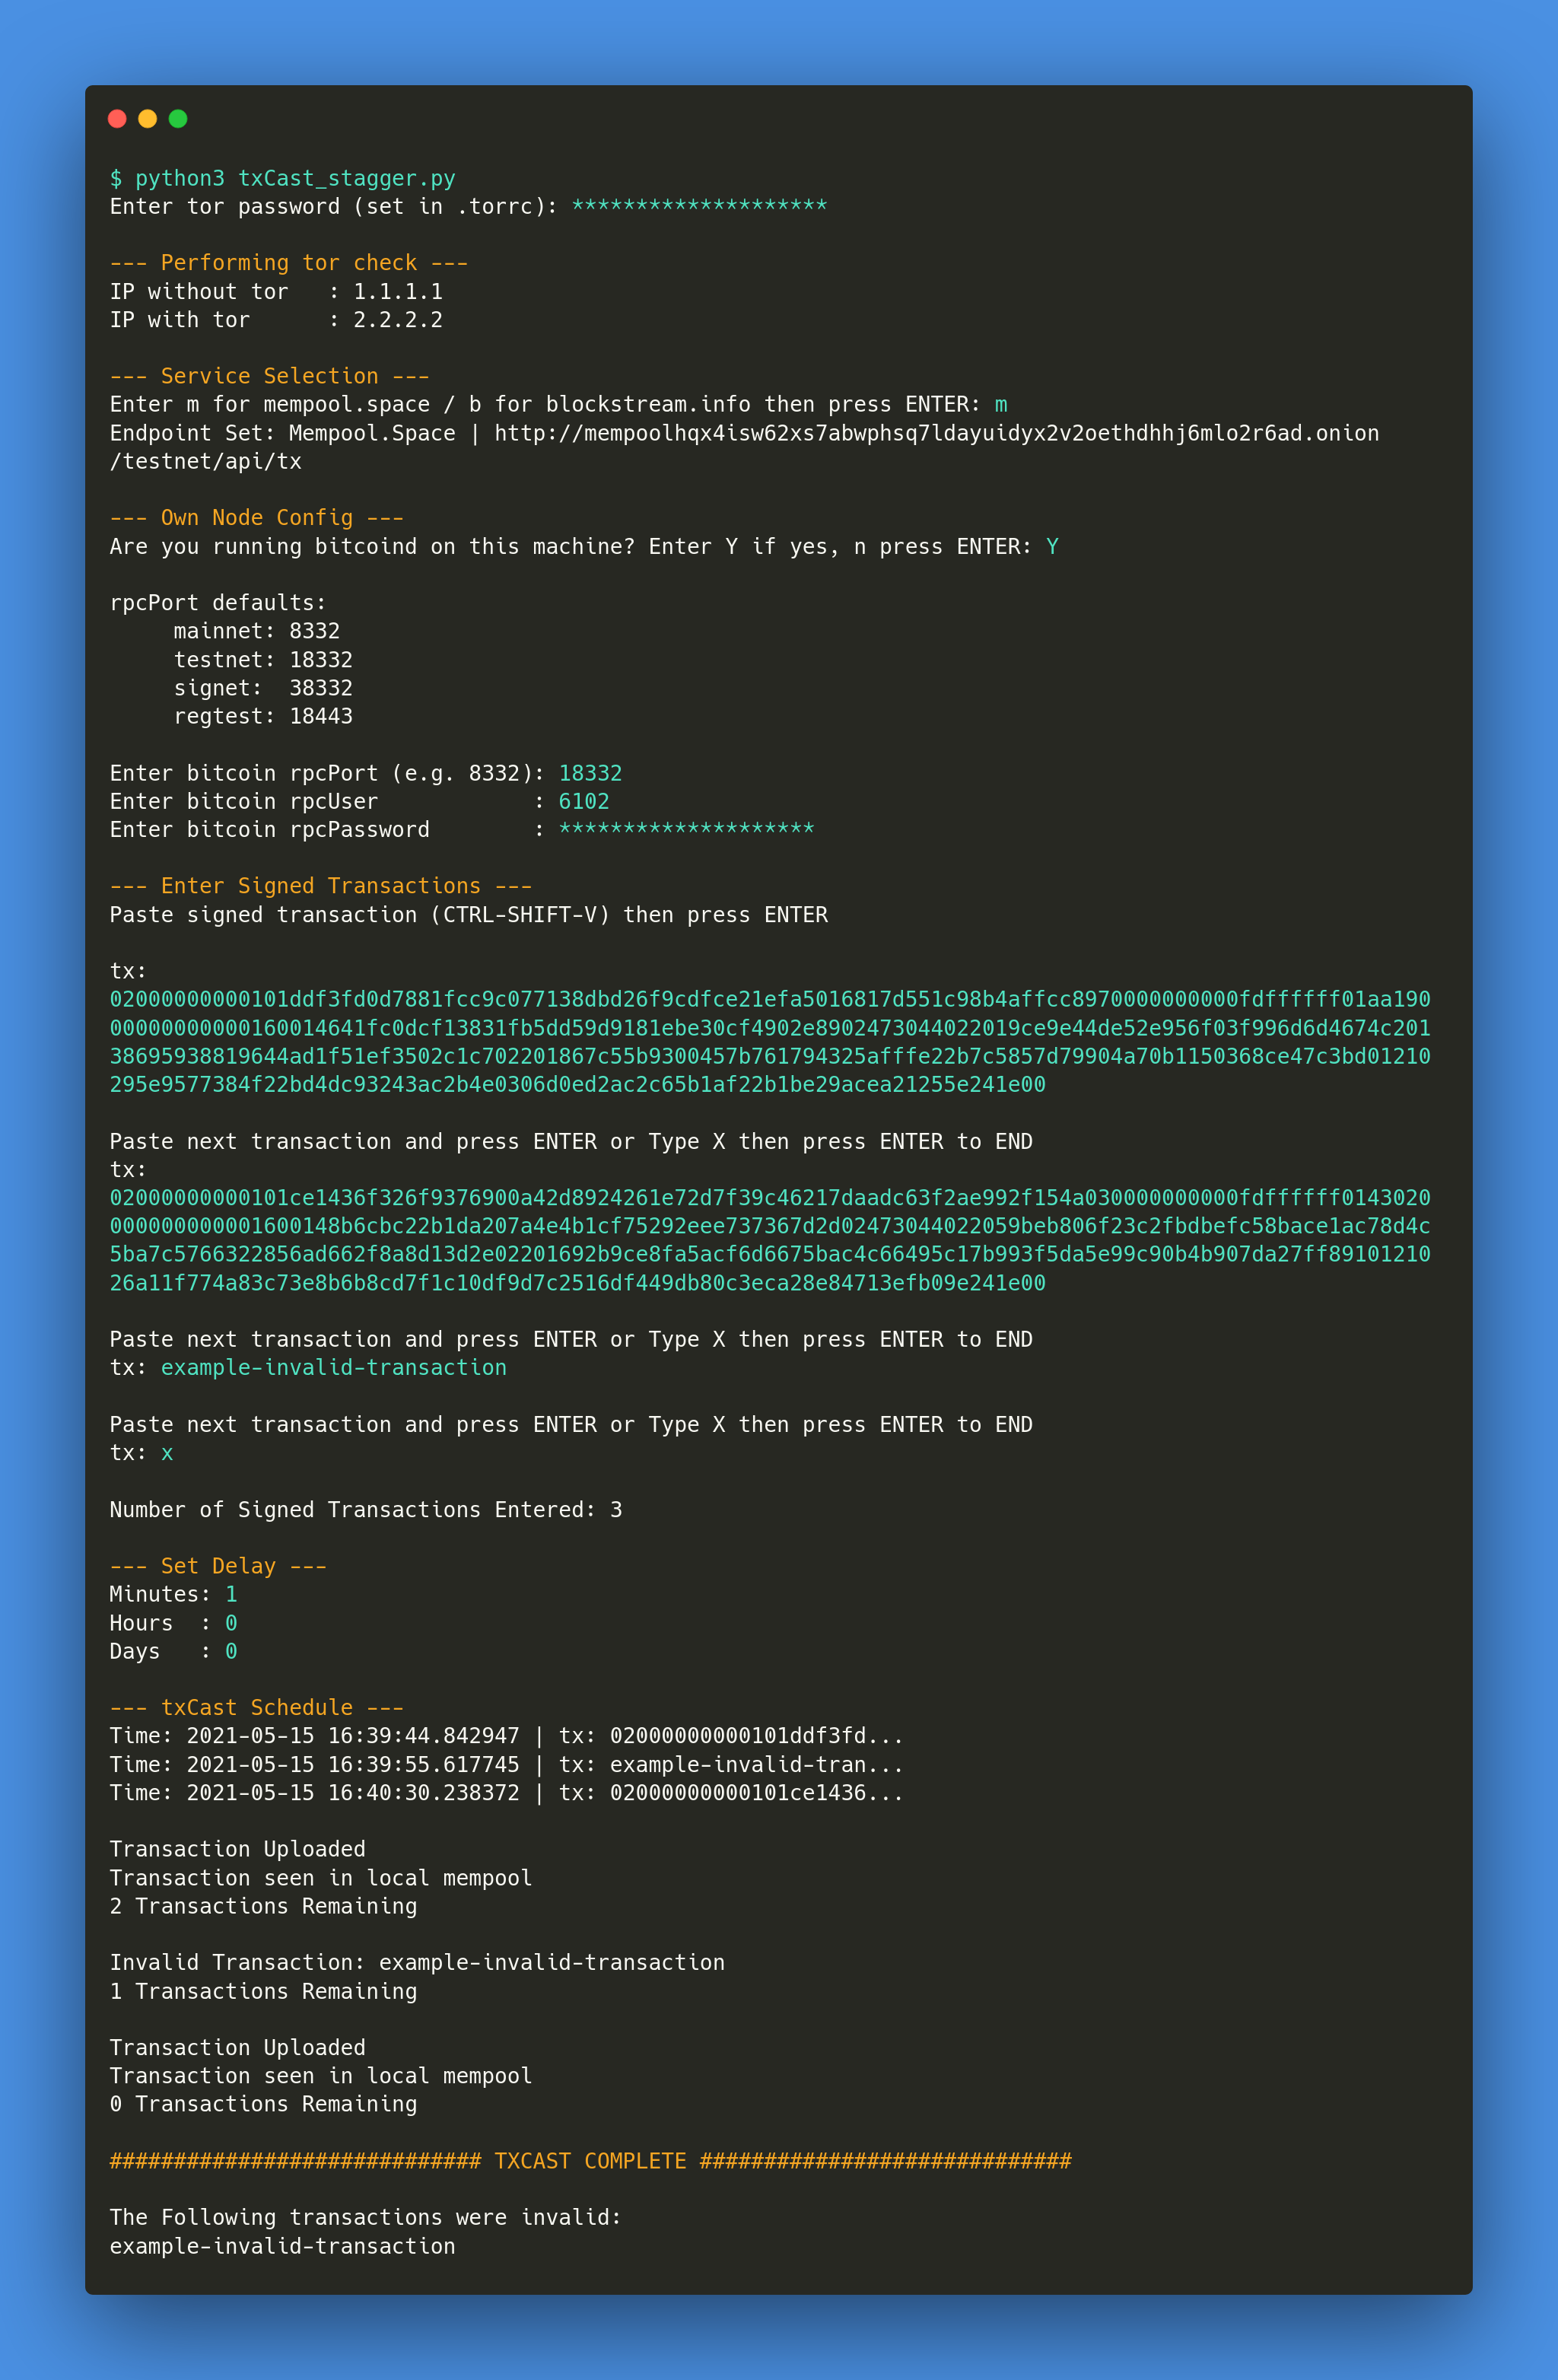 $ python3 txCast_stagger.py
Enter tor password (set in .torrc): ********************
--- Performing tor check ---
IP without tor   : 1.1.1.1
IP with tor      : 2.2.2.2
--- Service Selection ---
Enter m for mempool.space / b for blockstream.info then press ENTER: m
Endpoint Set: Mempool.Space | http://mempoolhqx4isw62xs7abwphsq7ldayuidyx2v2oethdhhj6mlo2r6ad.onion
/testnet/api/tx
--- Own Node Config ---
Are you running bitcoind on this machine? Enter Y if yes, n press ENTER: Y
rpcPort defaults:
     mainnet: 8332
     testnet: 18332
     signet:  38332
     regtest: 18443
Enter bitcoin rpcPort (e.g. 8332): 18332
Enter bitcoin rpcUser            : 6102
Enter bitcoin rpcPassword        : ********************
--- Enter Signed Transactions ---
Paste signed transaction (CTRL-SHIFT-V) then press ENTER
tx:
02000000000101ddf3fd0d7881fcc9c077138dbd26f9cdfce21efa5016817d551c98b4affcc8970000000000fdffffff01aa190
00000000000160014641fc0dcf13831fb5dd59d9181ebe30cf4902e8902473044022019ce9e44de52e956f03f996d6d4674c201
38695938819644ad1f51ef3502c1c702201867c55b9300457b761794325afffe22b7c5857d79904a70b1150368ce47c3bd01210
295e9577384f22bd4dc93243ac2b4e0306d0ed2ac2c65b1af22b1be29acea21255e241e00
Paste next transaction and press ENTER or Type X then press ENTER to END
tx:
02000000000101ce1436f326f9376900a42d8924261e72d7f39c46217daadc63f2ae992f154a030000000000fdffffff0143020
000000000001600148b6cbc22b1da207a4e4b1cf75292eee737367d2d02473044022059beb806f23c2fbdbefc58bace1ac78d4c
5ba7c5766322856ad662f8a8d13d2e02201692b9ce8fa5acf6d6675bac4c66495c17b993f5da5e99c90b4b907da27ff89101210
26a11f774a83c73e8b6b8cd7f1c10df9d7c2516df449db80c3eca28e84713efb09e241e00
Paste next transaction and press ENTER or Type X then press ENTER to END
tx: example-invalid-transaction
Paste next transaction and press ENTER or Type X then press ENTER to END
tx: x
Number of Signed Transactions Entered: 3
--- Set Delay ---
Minutes: 1
Hours  : 0
Days   : 0
--- txCast Schedule ---
Time: 2021-05-15 16:39:44.842947 | tx: 02000000000101ddf3fd...
Time: 2021-05-15 16:39:55.617745 | tx: example-invalid-tran...
Time: 2021-05-15 16:40:30.238372 | tx: 02000000000101ce1436...
Transaction Uploaded
Transaction seen in local mempool
2 Transactions Remaining
Invalid Transaction: example-invalid-transaction
1 Transactions Remaining
Transaction Uploaded
Transaction seen in local mempool
0 Transactions Remaining
############################# TXCAST COMPLETE #############################
The Following transactions were invalid:
example-invalid-transaction